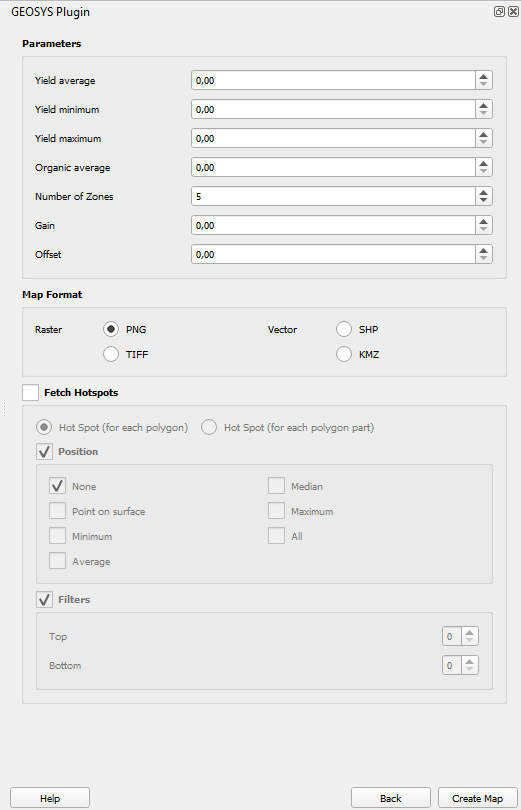 GEOSYS Plugin
Parameters
Yield average 0,00
Yield minimum 0,00
Yield maximum 0,00
Organic average 0,00
Number of Zones 5
Gain 0,00
Offset 0,00
Map Format
Raster PNG Vector SHP
TIFF KMZ
Fetch Hotspots
Hot Spot (for each polygon) Hot Spot (for each polygon part)
Position
None Median
Point on surface Maximum
Minimum All
Average
Filters
Top 0
Bottom 0
Help Back Create Map